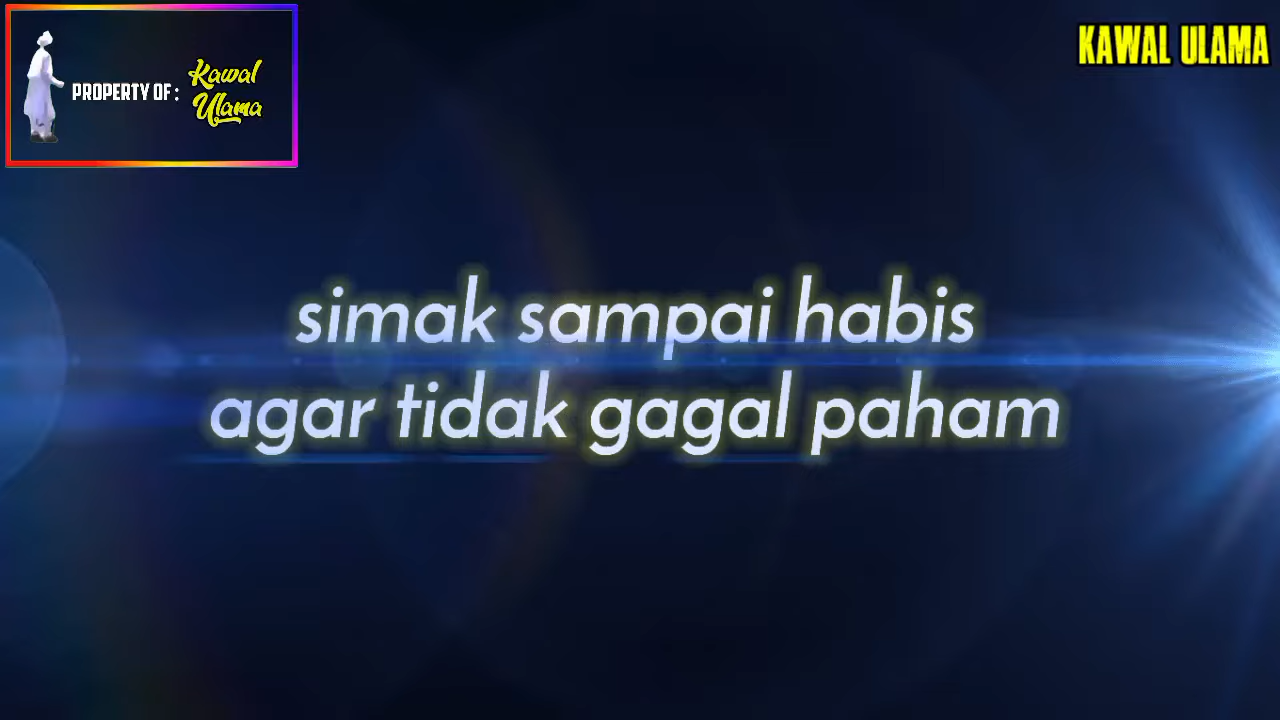 PROPERTY OF :
Kawal
Ulama
KAWAL ULAMA
simak sampai habis
agar tidak gagal paham